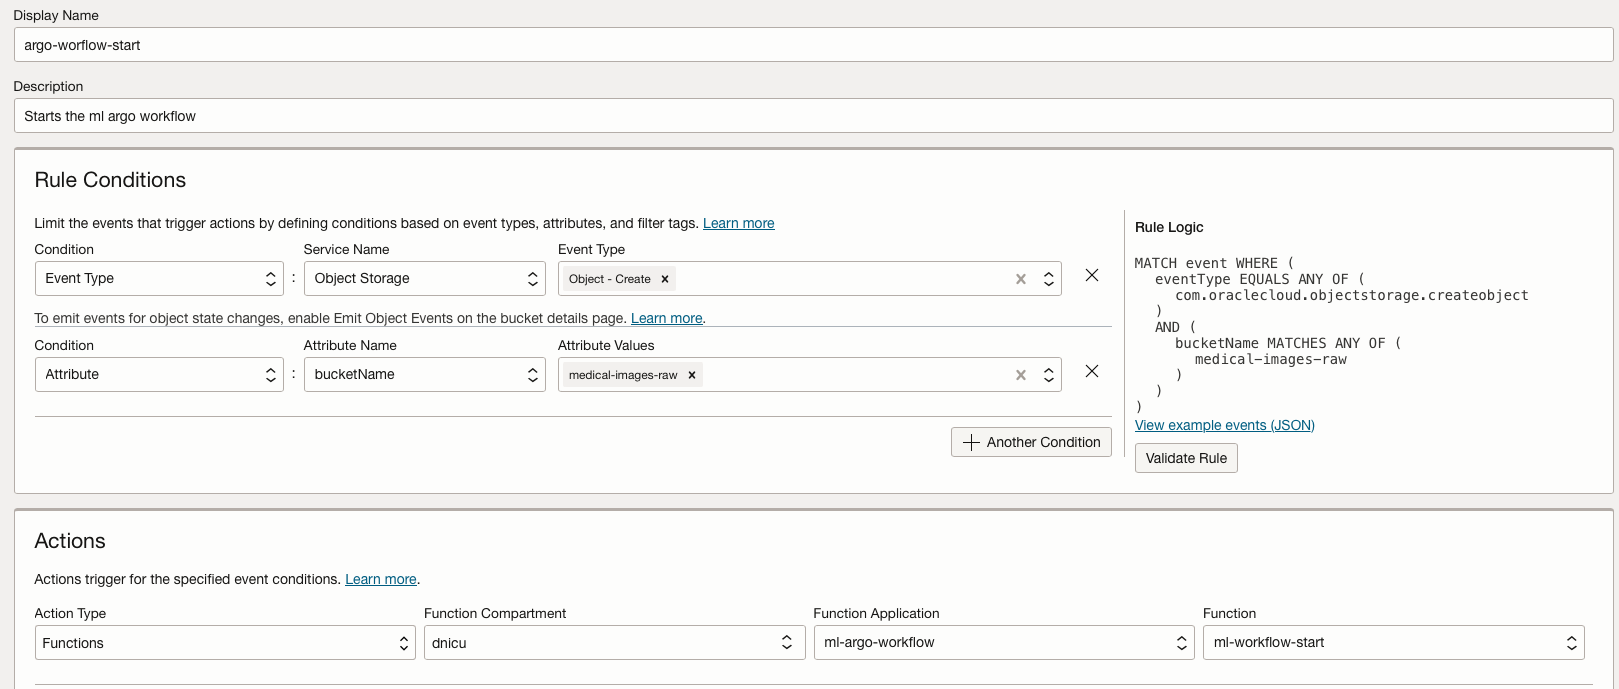 Display Name
argo-worflow-start
Description
Starts the ml argo workflow
Rule Conditions
Limit the events that trigger actions by defining conditions based on event types, attributes, and filter tags. Learn more
Condition Service Name Event Type
Event Type : Object Storage Object - Create
To emit events for object state changes, enable Emit Object Events on the bucket details page. Learn more.
Condition Attribute Name Attribute Values
Attribute : bucketName medical-images-raw
Another Condition
Rule Logic
MATCH event WHERE (
eventType EQUALS ANY OF (
com.oraclecloud.objectstorage.createobject
)
AND (
bucketName MATCHES ANY OF (
medical-images-raw
)
)
)
View example events (JSON)
Validate Rule
Actions
Actions trigger for the specified event conditions. Learn more.
Action Type Function Compartment Function Application Function
Functions dnicu ml-argo-workflow ml-workflow-start